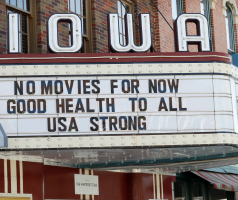 IOWA
NO MOVIES FOR NOW
GOOD HEALTH TO ALL
USA STRONG